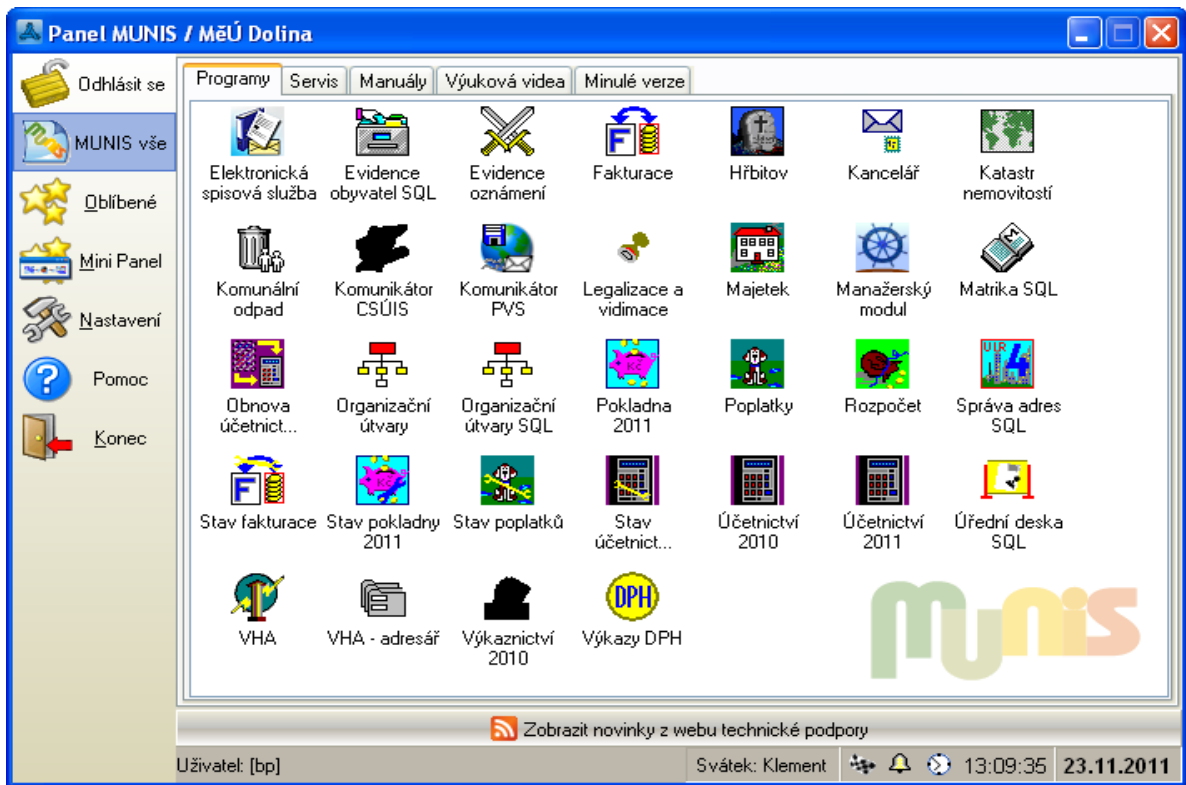 Panel MUNIS / MěÚ Dolina
Odhlásit se
MUNIS vše
Oblíbené
Mini Panel
Nastavení
Pomoc
Konec
Programy Servis Manuály Výuková videa Minulé verze
Elektronická spisová služba
Evidence obyvatel SQL
Evidence oznámení
Fakturace
Hřbitov
Kancelář
Katastr nemovitostí
Komunální odpad
Komunikátor CSÚIS
Komunikátor PVS
Legalizace a vidimace
Majetek
Manažerský modul
Matrika SQL
Obnova účetnict...
Organizační útvary
Organizační útvary SQL
Pokladna 2011
Poplatky
Rozpočet
Správa adres SQL
Stav fakturace
Stav pokladny 2011
Stav poplatků
Stav účetnict...
Účetnictví 2010
Účetnictví 2011
Úřední deska SQL
VHA
VHA - adresář
Výkaznictví 2010
DPH
Výkazy DPH
munis
Zobrazit novinky z webu technické podpory
Uživatel: [bp] Svátek: Klement 13:09:35 23.11.2011